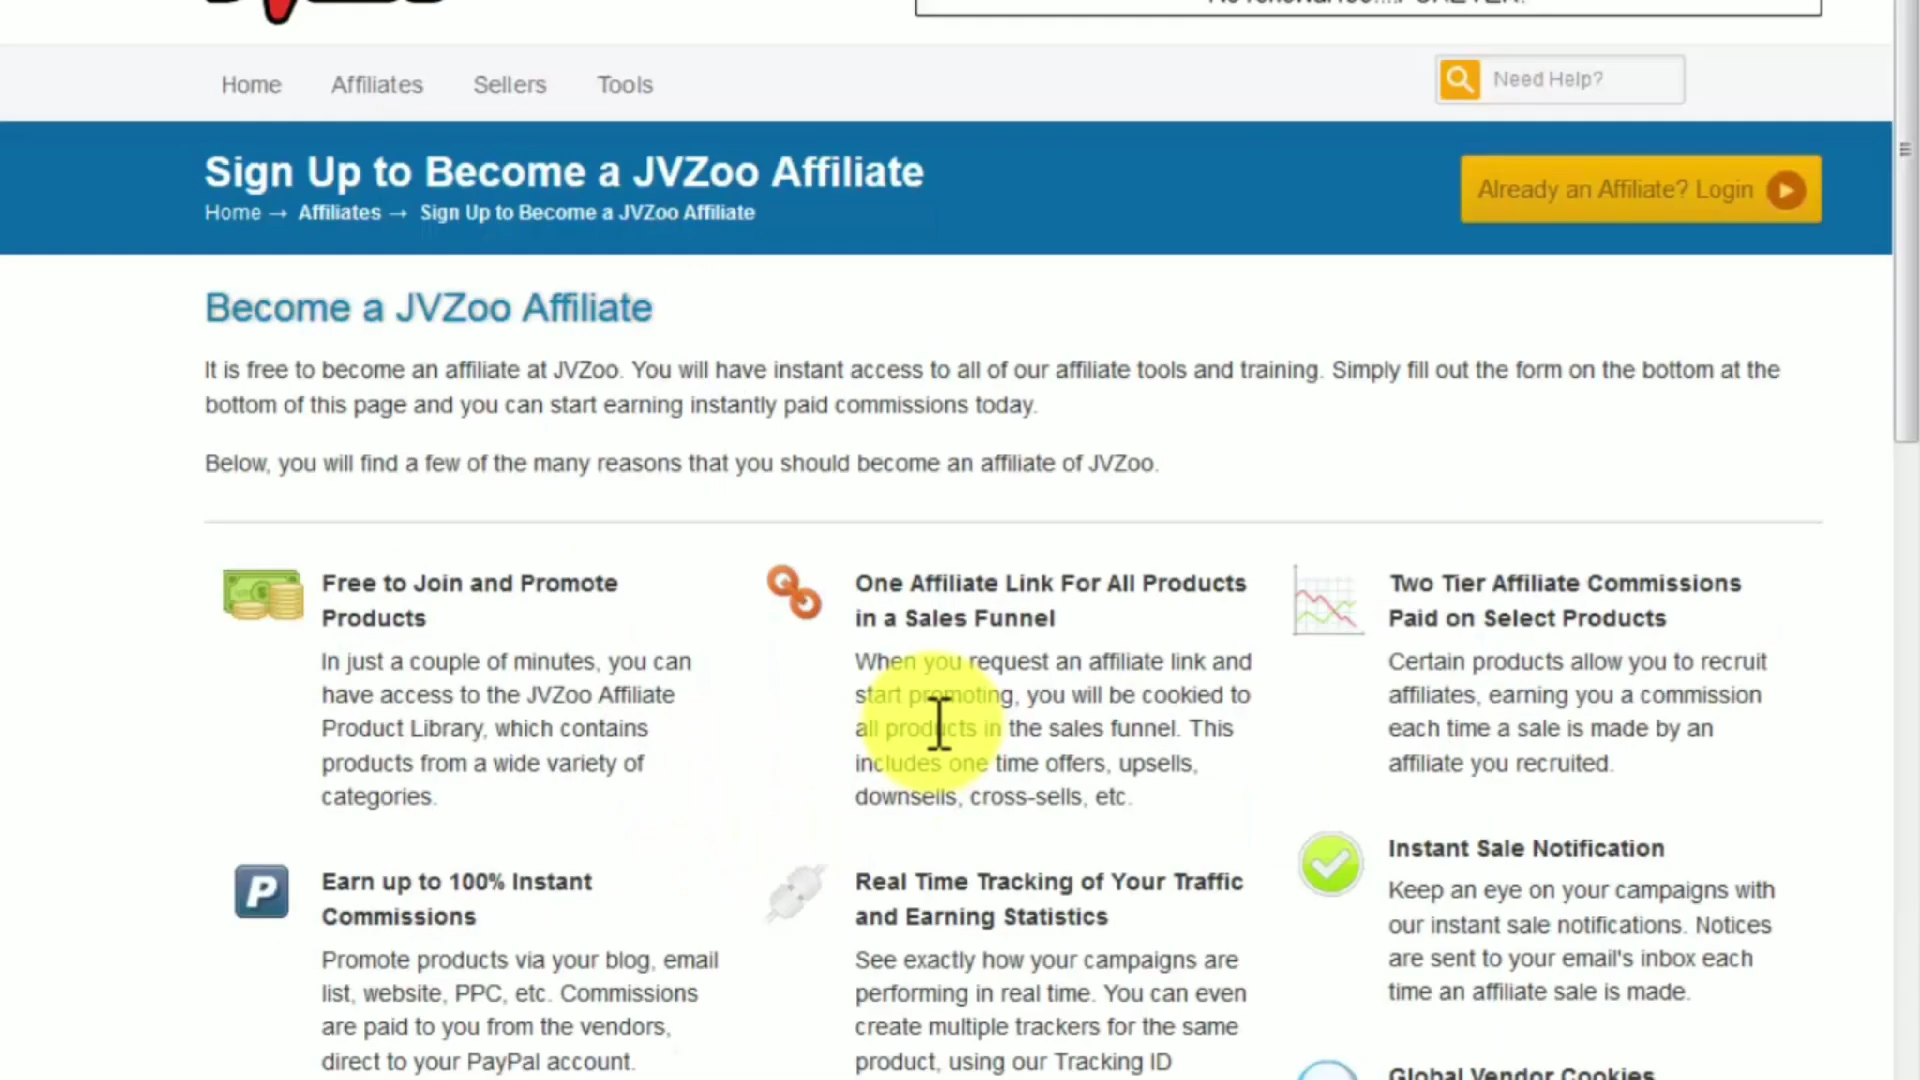 Home Affiliates Sellers Tools
Need Help?
Sign Up to Become a JVZoo Affiliate
Home → Affiliates → Sign Up to Become a JVZoo Affiliate
Already an Affiliate? Login
Become a JVZoo Affiliate
It is free to become an affiliate at JVZoo. You will have instant access to all of our affiliate tools and training. Simply fill out the form on the bottom at the
bottom of this page and you can start earning instantly paid commissions today.
Below, you will find a few of the many reasons that you should become an affiliate of JVZoo.
Free to Join and Promote
Products
In just a couple of minutes, you can
have access to the JVZoo Affiliate
Product Library, which contains
products from a wide variety of
categories.
One Affiliate Link For All Products
in a Sales Funnel
When you request an affiliate link and
start promoting, you will be cookied to
all products in the sales funnel. This
includes one time offers, upsells,
downsells, cross-sells, etc.
Two Tier Affiliate Commissions
Paid on Select Products
Certain products allow you to recruit
affiliates, earning you a commission
each time a sale is made by an
affiliate you recruited.
P
Earn up to 100% Instant
Commissions
Promote products via your blog, email
list, website, PPC, etc. Commissions
are paid to you from the vendors,
direct to your PayPal account.
Real Time Tracking of Your Traffic
and Earning Statistics
See exactly how your campaigns are
performing in real time. You can even
create multiple trackers for the same
product, using our Tracking ID
Instant Sale Notification
Keep an eye on your campaigns with
our instant sale notifications. Notices
are sent to your email's inbox each
time an affiliate sale is made.
Global Vendor Cookies